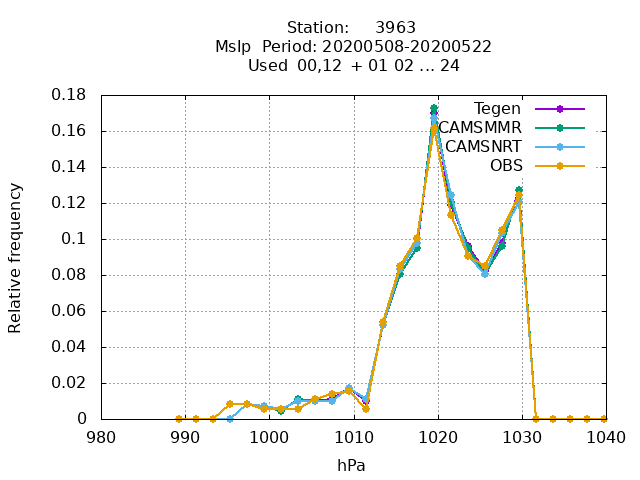 Station:     3963
Mslp  Period: 20200508-20200522
Used  00,12  + 01 02 ... 24
0.18
0.16
0.14
0.12
0.1
0.08
0.06
0.04
0.02
0
Relative frequency
Tegen
CAMSMMR
CAMSNRT
OBS
980 990 1000 1010 1020 1030 1040
hPa